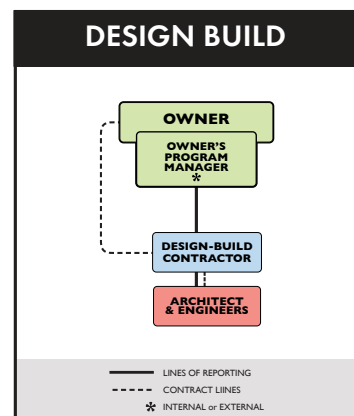 DESIGN BUILD
OWNER
OWNER'S
PROGRAM
MANAGER
*
DESIGN-BUILD
CONTRACTOR
ARCHITECT
& ENGINEERS
LINES OF REPORTING
CONTRACT LIINES
* INTERNAL or EXTERNAL